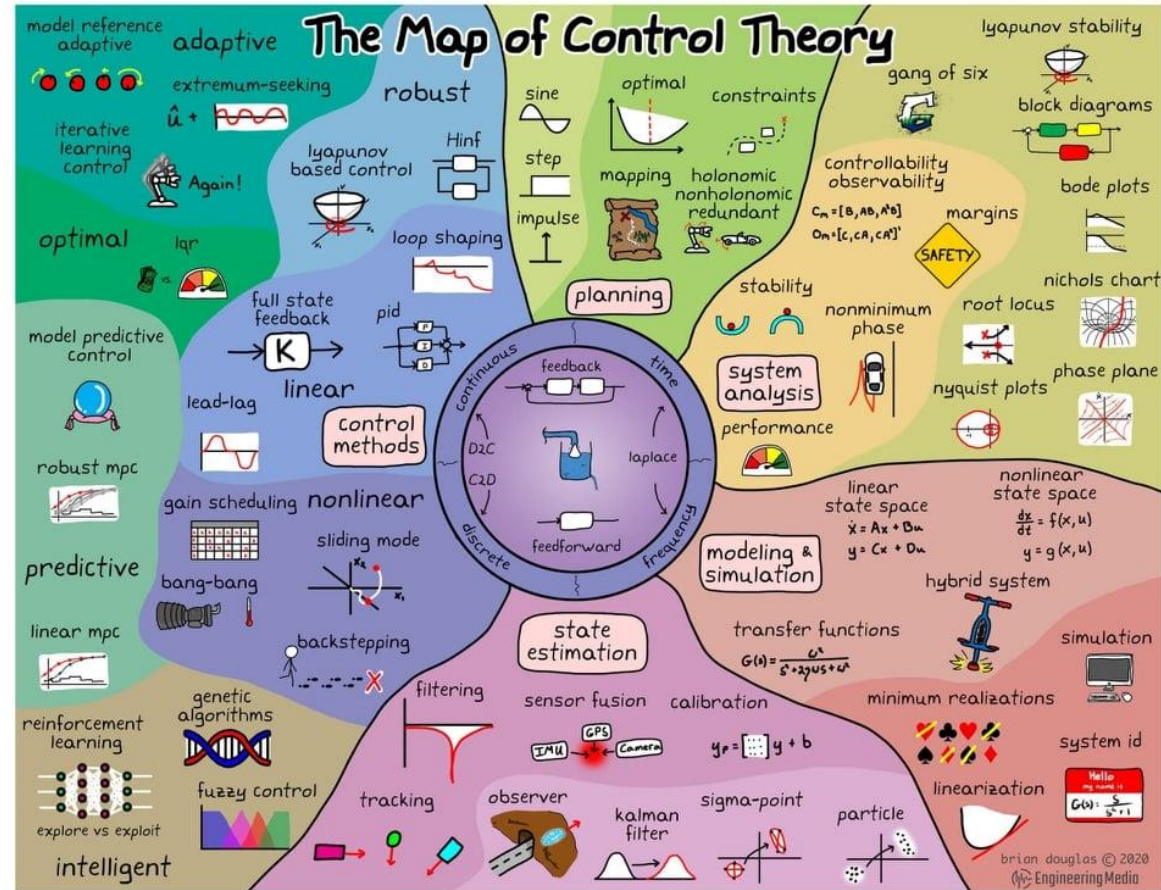 The Map of Control Theory
model reference
adaptive
adaptive
extremum-seeking
û +
iterative
learning
control
Again!
robust
Hinf
lyapunov
based control
loop shaping
optimal
lqr
vs.
full state
feedback
K
pid
P
I
D
linear
lead-lag
control
methods
model predictive
control
robust mpc
predictive
linear mpc
gain scheduling
nonlinear
sliding mode
x₂
x₁
bang-bang
backstepping
X
reinforcement
learning
explore vs exploit
genetic
algorithms
fuzzy control
intelligent
sine
step
impulse
optimal
constraints
mapping
holonomic
nonholonomic
redundant
planning
continuous
time
discrete
frequency
feedback
D2C
C2D
laplace
feedforward
lyapunov stability
gang of six
block diagrams
controllability
observability
Cm = [B, AB, A²B]
Om = [C, CA, CA²]'
margins
SAFETY
bode plots
stability
nonminimum
phase
root locus
nichols chart
system
analysis
nyquist plots
phase plane
performance
linear
state space
ẋ = Ax + Bu
y = Cx + Du
nonlinear
state space
dx/dt = f(x, u)
y = g(x, u)
modeling &
simulation
hybrid system
transfer functions
simulation
minimum realizations
system id
Hello
my name is
G(s) = s/s²+1
linearization
state
estimation
filtering
sensor fusion
GPS
IMU
Camera
calibration
tracking
observer
kalman
filter
sigma-point
particle
brian douglas © 2020
Engineering Media